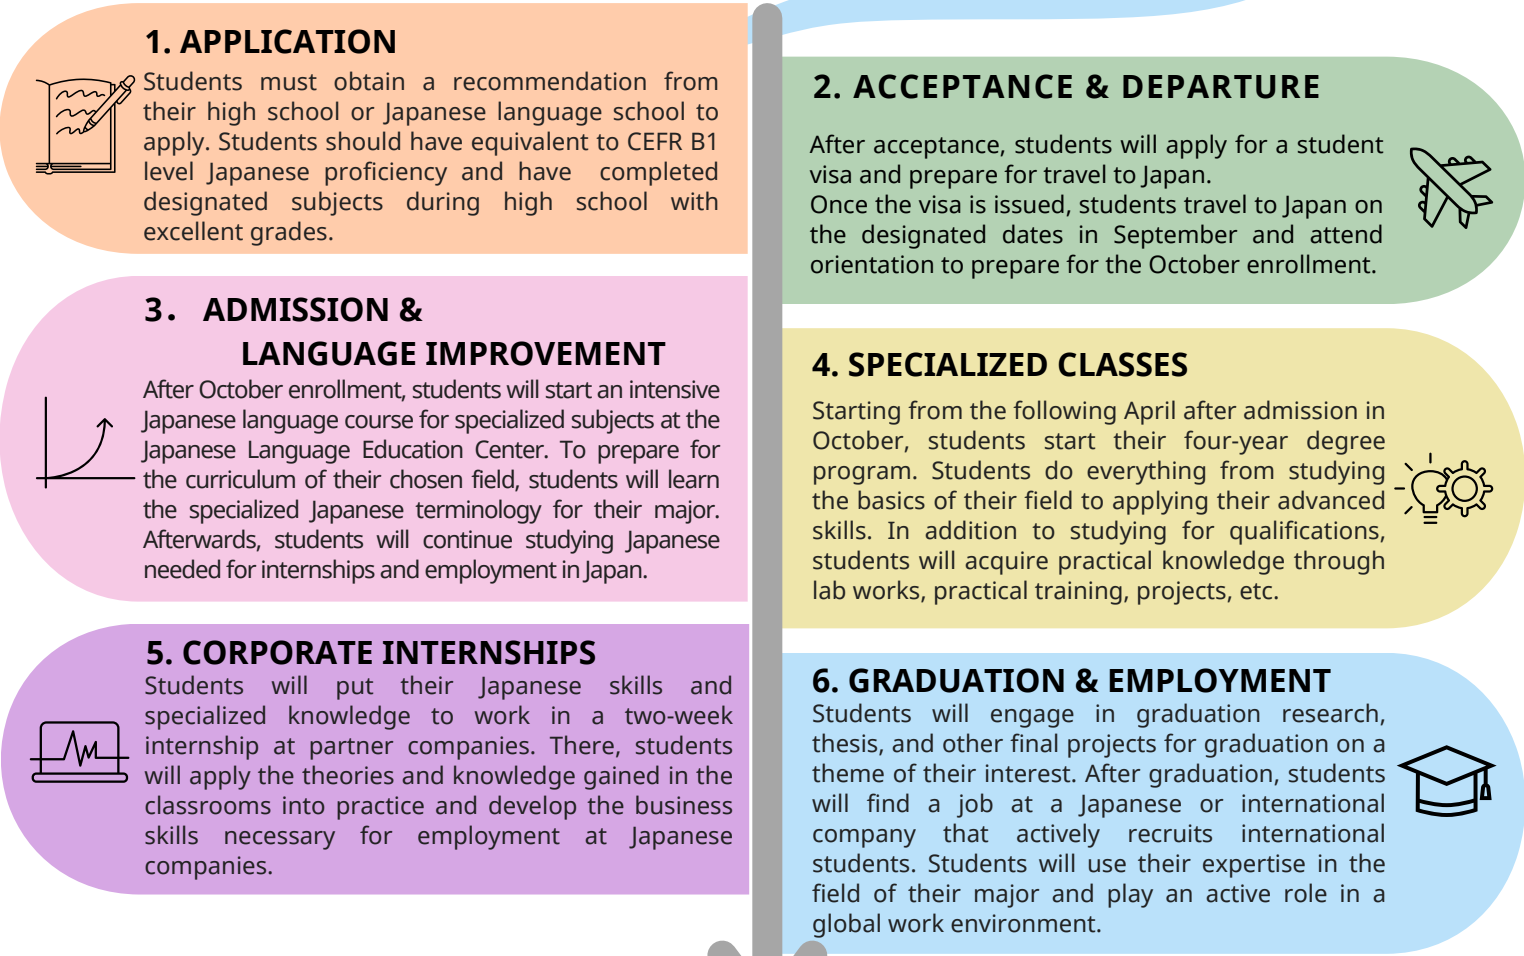 1. APPLICATION
Students must obtain a recommendation from
their high school or Japanese language school to
apply. Students should have equivalent to CEFR B1
level Japanese proficiency and have completed
designated subjects during high school with
excellent grades.
2. ACCEPTANCE & DEPARTURE
After acceptance, students will apply for a student
visa and prepare for travel to Japan.
Once the visa is issued, students travel to Japan on
the designated dates in September and attend
orientation to prepare for the October enrollment.
3. ADMISSION &
LANGUAGE IMPROVEMENT
After October enrollment, students will start an intensive
Japanese language course for specialized subjects at the
Japanese Language Education Center. To prepare for
the curriculum of their chosen field, students will learn
the specialized Japanese terminology for their major.
Afterwards, students will continue studying Japanese
needed for internships and employment in Japan.
4. SPECIALIZED CLASSES
Starting from the following April after admission in
October, students start their four-year degree
program. Students do everything from studying
the basics of their field to applying their advanced
skills. In addition to studying for qualifications,
students will acquire practical knowledge through
lab works, practical training, projects, etc.
5. CORPORATE INTERNSHIPS
Students will put their Japanese skills and
specialized knowledge to work in a two-week
internship at partner companies. There, students
will apply the theories and knowledge gained in the
classrooms into practice and develop the business
skills necessary for employment at Japanese
companies.
6. GRADUATION & EMPLOYMENT
Students will engage in graduation research,
thesis, and other final projects for graduation on a
theme of their interest. After graduation, students
will find a job at a Japanese or international
company that actively recruits international
students. Students will use their expertise in the
field of their major and play an active role in a
global work environment.